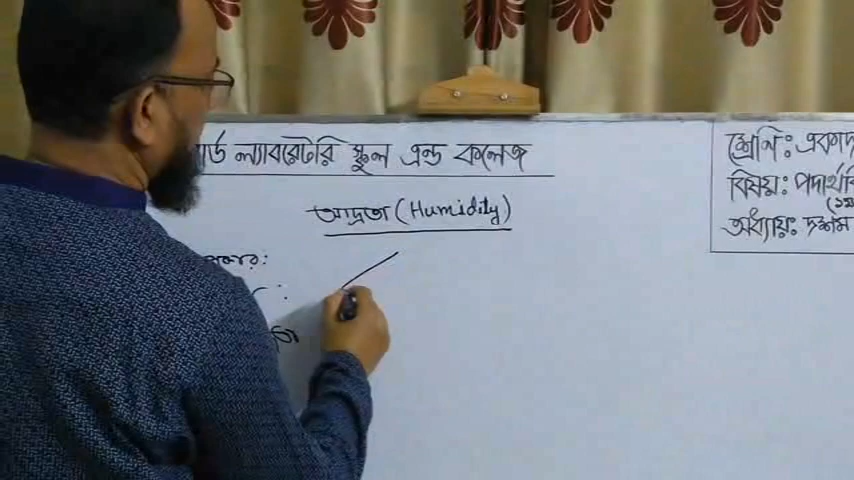 ল্যাবরেটরি স্কুল এন্ড কলেজ
আদ্রতা (Humidity)
শ্রেণি: একাদ
বিষয়: পদার্থবি
(১ম
অধ্যায়: দশম